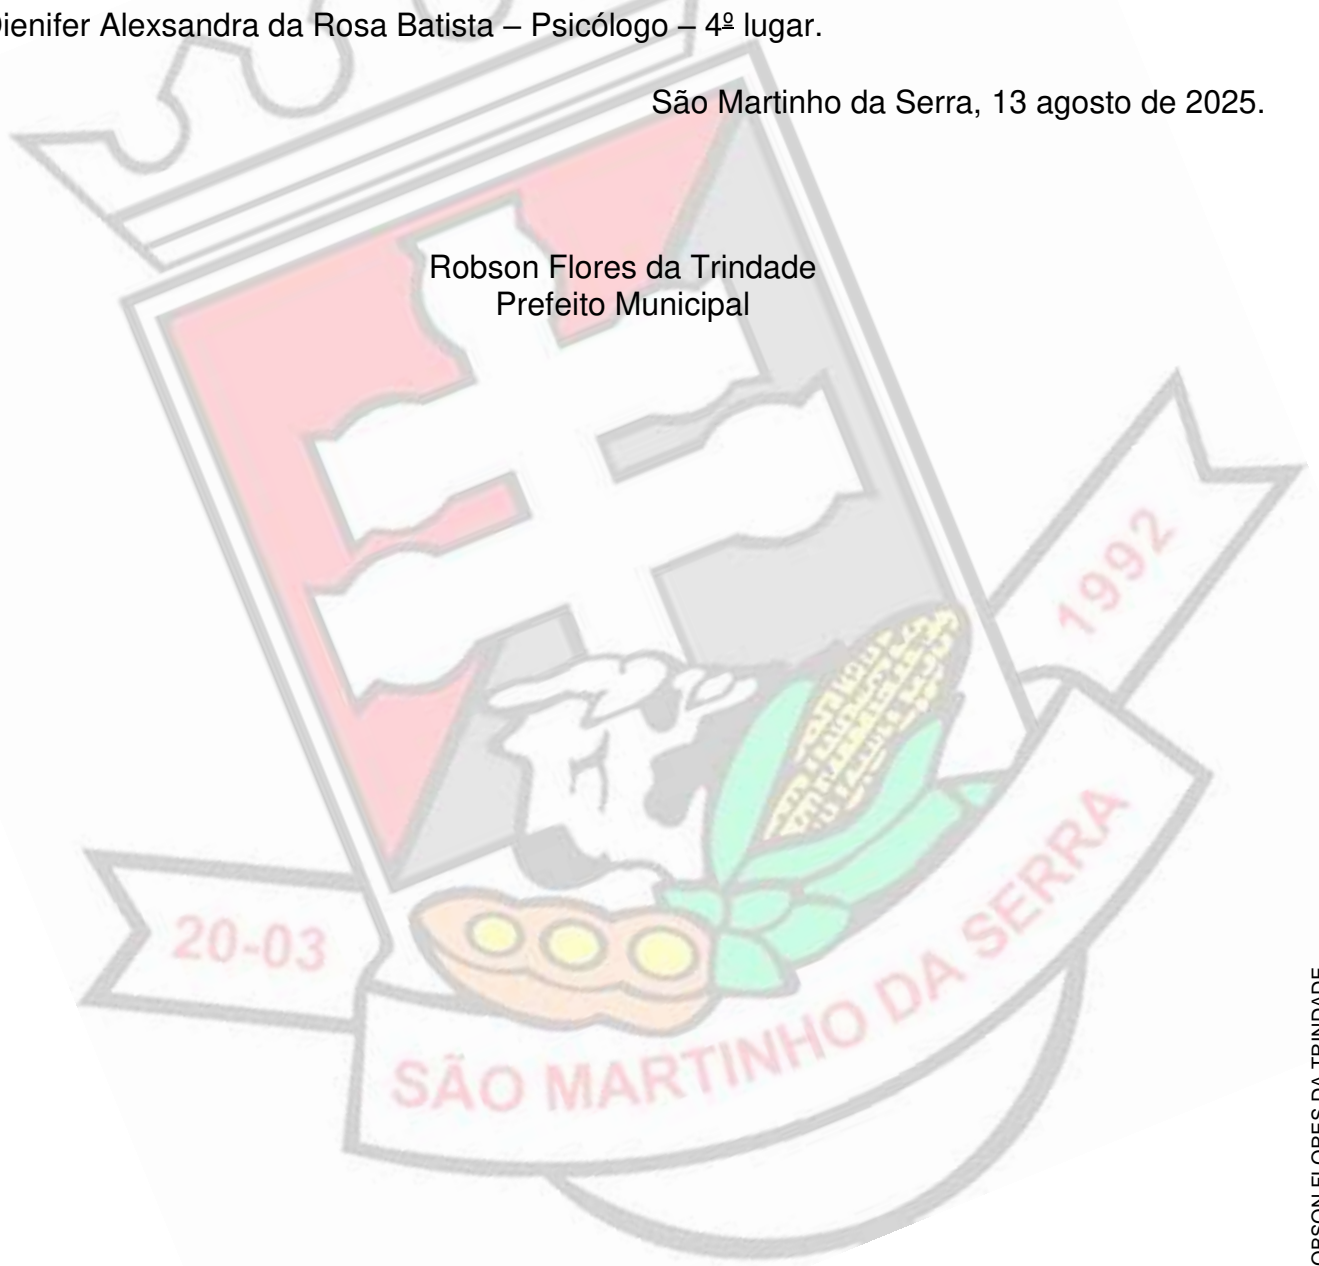 ienifer Alexsandra da Rosa Batista – Psicólogo – 4º lugar.
São Martinho da Serra, 13 agosto de 2025.
Robson Flores da Trindade
Prefeito Municipal
1992
20-03
SÃO MARTINHO DA SERRA
OBSON FLORES DA TRINDADE